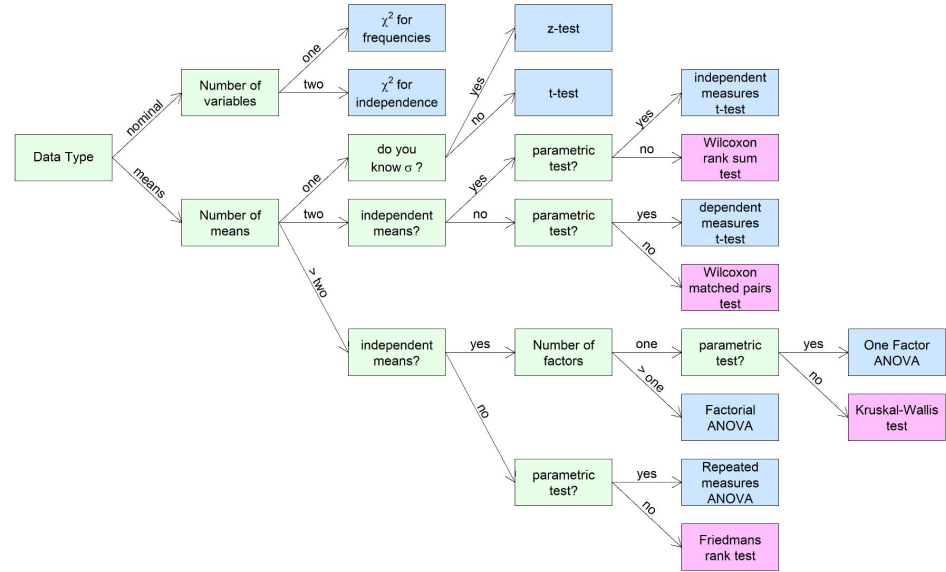 χ² for
frequencies
z-test
one
Number of
variables
two
χ² for
independence
t-test
independent
measures
t-test
nominal
yes
no
yes
Data Type
do you
know σ ?
parametric
test?
no
Wilcoxon
rank sum
test
means
one
yes
Number of
means
two
independent
means?
no
parametric
test?
yes
dependent
measures
t-test
no
Wilcoxon
matched pairs
test
> two
independent
means?
yes
Number of
factors
one
parametric
test?
yes
One Factor
ANOVA
> one
no
no
Factorial
ANOVA
Kruskal-Wallis
test
parametric
test?
yes
Repeated
measures
ANOVA
no
Friedmans
rank test